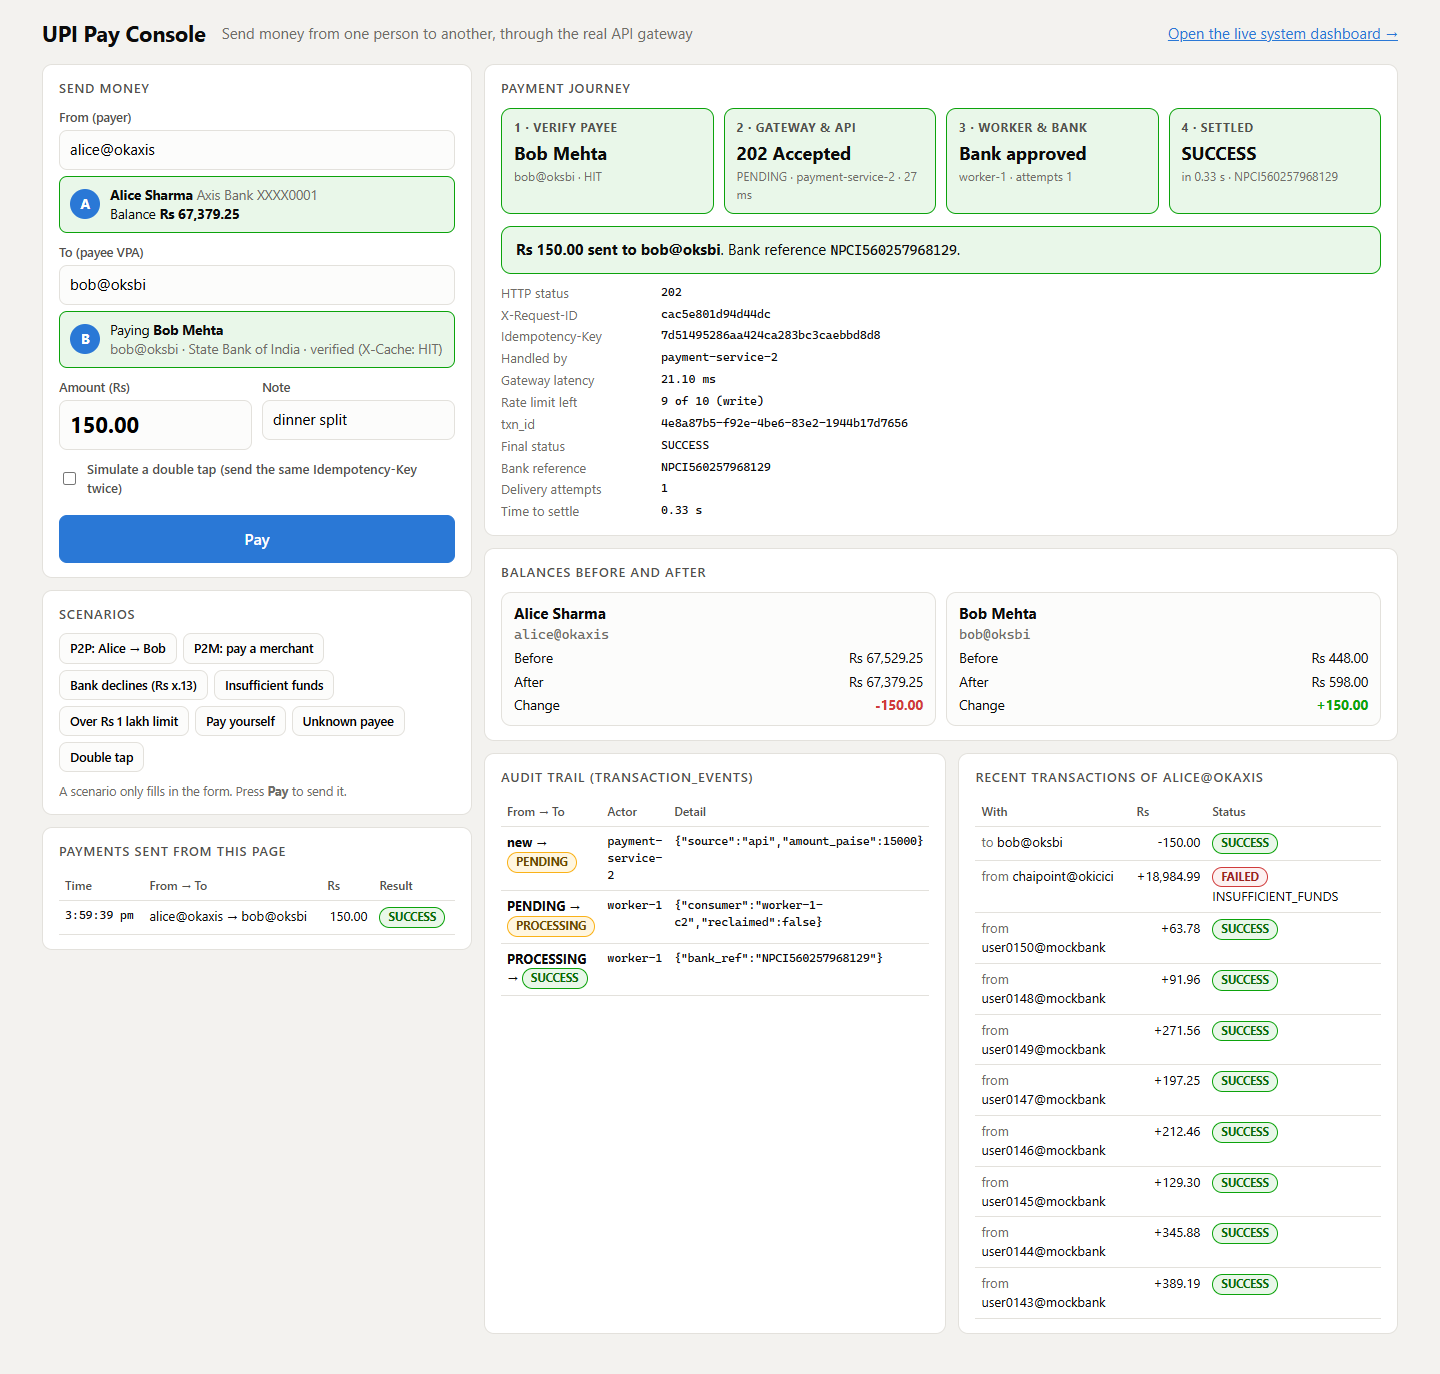 UPI Pay Console Send money from one person to another, through the real API gateway Open the live system dashboard →
SEND MONEY
From (payer)
alice@okaxis
A
Alice Sharma Axis Bank XXXX0001
Balance Rs 67,379.25
To (payee VPA)
bob@oksbi
B
Paying Bob Mehta
bob@oksbi · State Bank of India · verified (X-Cache: HIT)
Amount (Rs) Note
150.00 dinner split
Simulate a double tap (send the same Idempotency-Key
twice)
Pay
SCENARIOS
P2P: Alice → Bob P2M: pay a merchant
Bank declines (Rs x.13) Insufficient funds
Over Rs 1 lakh limit Pay yourself Unknown payee
Double tap
A scenario only fills in the form. Press Pay to send it.
PAYMENTS SENT FROM THIS PAGE
Time From → To Rs Result
3:59:39 pm alice@okaxis → bob@oksbi 150.00 SUCCESS
PAYMENT JOURNEY
1 · VERIFY PAYEE
Bob Mehta
bob@oksbi · HIT
2 · GATEWAY & API
202 Accepted
PENDING · payment-service-2 · 27
ms
3 · WORKER & BANK
Bank approved
worker-1 · attempts 1
4 · SETTLED
SUCCESS
in 0.33 s · NPCI560257968129
Rs 150.00 sent to bob@oksbi. Bank reference NPCI560257968129.
HTTP status 202
X-Request-ID cac5e801d94d44dc
Idempotency-Key 7d51495286aa424ca283bc3caebbd8d8
Handled by payment-service-2
Gateway latency 21.10 ms
Rate limit left 9 of 10 (write)
txn_id 4e8a87b5-f92e-4be6-83e2-1944b17d7656
Final status SUCCESS
Bank reference NPCI560257968129
Delivery attempts 1
Time to settle 0.33 s
BALANCES BEFORE AND AFTER
Alice Sharma
alice@okaxis
Before Rs 67,529.25
After Rs 67,379.25
Change -150.00
Bob Mehta
bob@oksbi
Before Rs 448.00
After Rs 598.00
Change +150.00
AUDIT TRAIL (TRANSACTION_EVENTS)
From → To Actor Detail
new → payment- {"source":"api","amount_paise":15000}
PENDING service-
2
PENDING → worker-1 {"consumer":"worker-1-
PROCESSING c2","reclaimed":false}
PROCESSING worker-1 {"bank_ref":"NPCI560257968129"}
→ SUCCESS
RECENT TRANSACTIONS OF ALICE@OKAXIS
With Rs Status
to bob@oksbi -150.00 SUCCESS
from chaipoint@okicici +18,984.99 FAILED
INSUFFICIENT_FUNDS
from +63.78 SUCCESS
user0150@mockbank
from +91.96 SUCCESS
user0148@mockbank
from +271.56 SUCCESS
user0149@mockbank
from +197.25 SUCCESS
user0147@mockbank
from +212.46 SUCCESS
user0146@mockbank
from +129.30 SUCCESS
user0145@mockbank
from +345.88 SUCCESS
user0144@mockbank
from +389.19 SUCCESS
user0143@mockbank